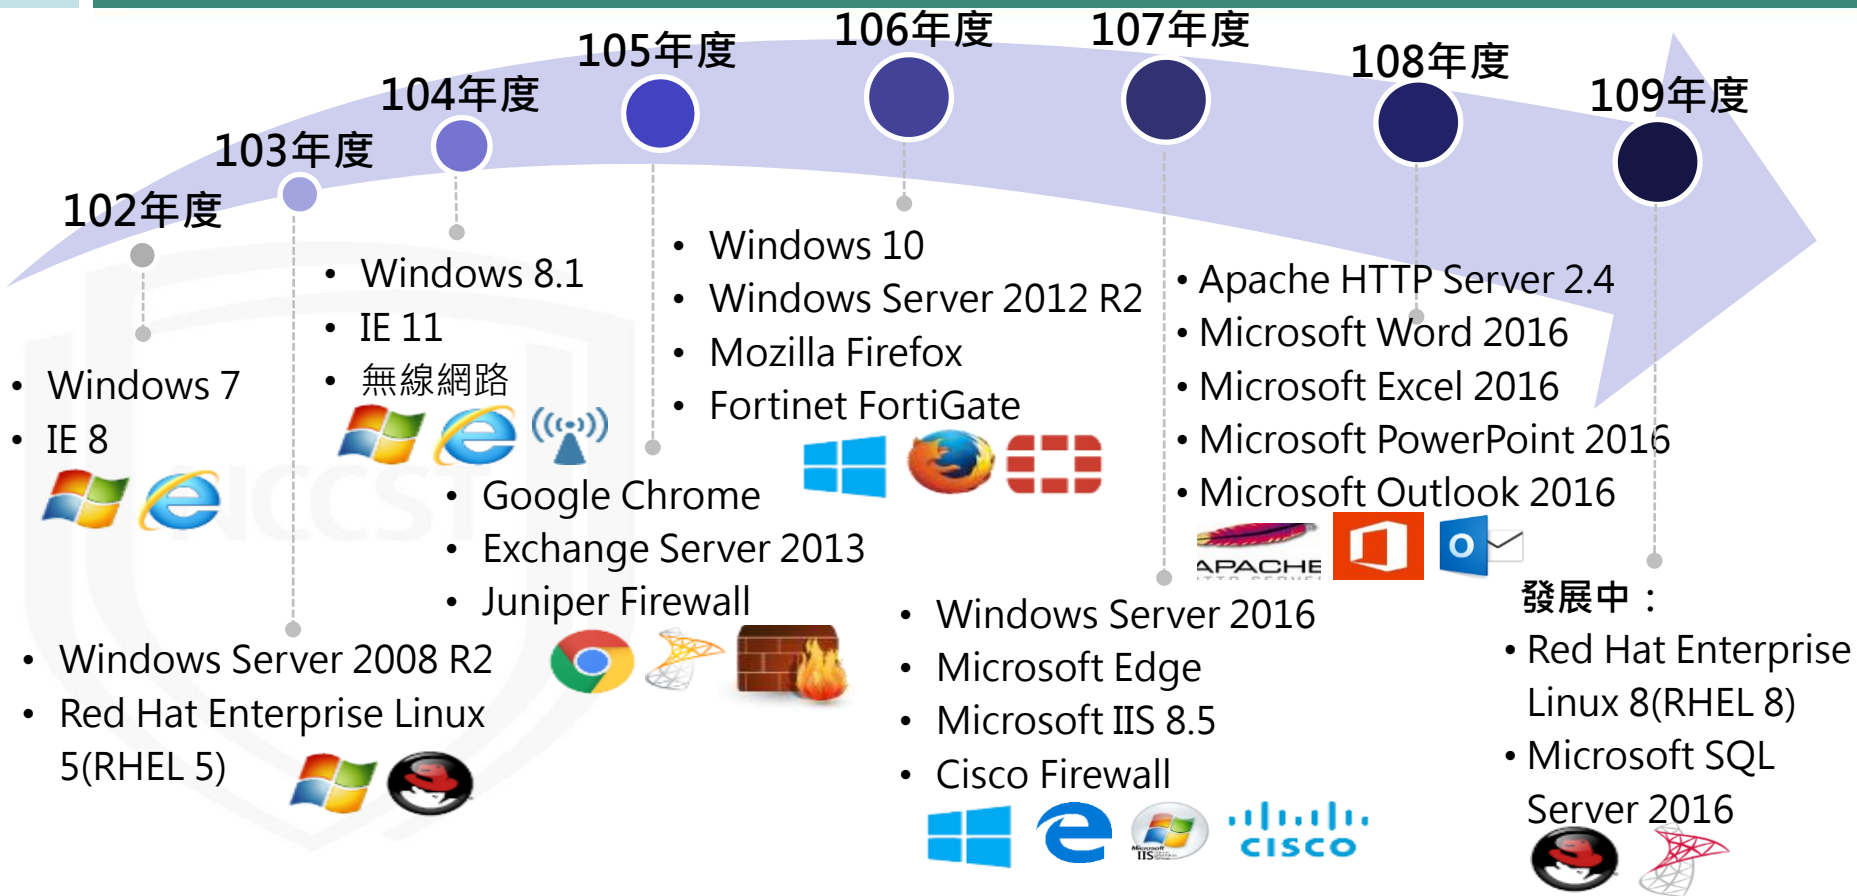 102年度
• Windows 7
• IE 8
103年度
• Windows Server 2008 R2
• Red Hat Enterprise Linux
5(RHEL 5)
104年度
• Windows 8.1
• IE 11
• 無線網路
105年度
• Google Chrome
• Exchange Server 2013
• Juniper Firewall
106年度
• Windows 10
• Windows Server 2012 R2
• Mozilla Firefox
• Fortinet FortiGate
107年度
• Windows Server 2016
• Microsoft Edge
• Microsoft IIS 8.5
• Cisco Firewall
Microsoft
IIS
CISCO
108年度
• Apache HTTP Server 2.4
• Microsoft Word 2016
• Microsoft Excel 2016
• Microsoft PowerPoint 2016
• Microsoft Outlook 2016
APACHE
HTTP SERVER
109年度
發展中：
• Red Hat Enterprise
Linux 8(RHEL 8)
• Microsoft SQL
Server 2016
NCCST